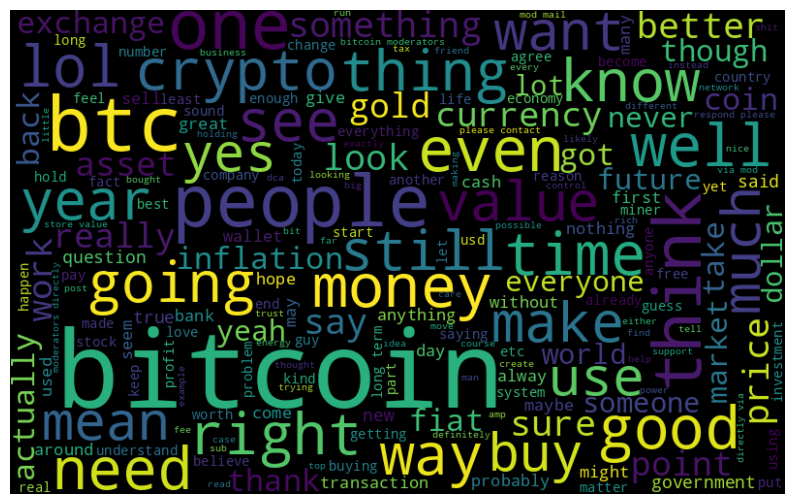 exchange one something want better
long run mod mail
number business change bitcoin moderators friend tax agree many become instead shit
lol crypto thing know though
feel sell least enough give life economy every country network respond please
back btc sound great gold currency lot never coin
little see everything please contact different
holding exactly yes look even got well likely nice
asset today looking making via mod
hold fact bought company dca big another cash reason control future yet said
year best people value first rich
store value miner possible
really wallet start usd still time nothing think much
question bit far let anyone dollar
work inflation hope everyone free take
happen pay going money already market
post end care without guess either
made true bank trust may say anything make world tell find
moderators directly love yeah move saying price
stock profit guy day idea course etc use support
actually used keep seem energy kind long term part alway help investment
bitcoin problem thought create system someone
trying man maybe power
mean worth come fiat new sure good directly via
around fee amp probably
understand case right getting way buy point using
example sub believe definitely might government
need top buying matter put
real read thank transaction